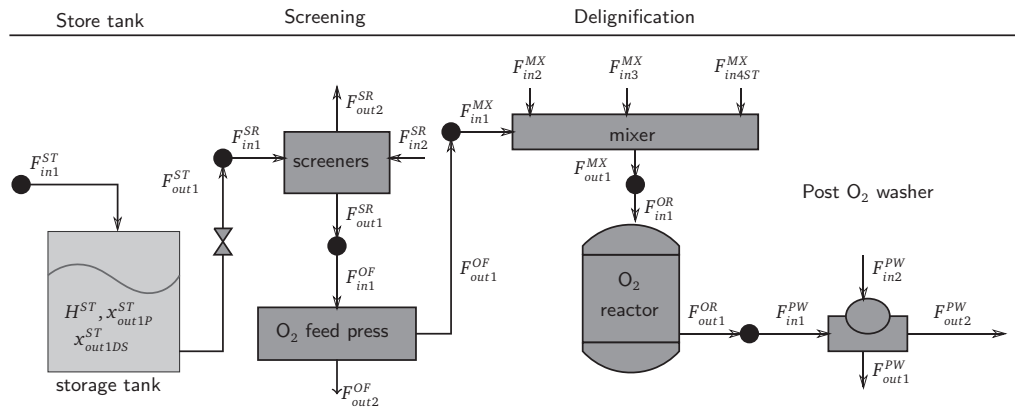 Store tank
Screening
Delignification
F_{in1}^{ST}
H^{ST}, x_{out1P}^{ST}
x_{out1DS}^{ST}
storage tank
F_{out1}^{ST}
F_{in1}^{SR}
F_{out2}^{SR}
F_{in2}^{SR}
screeners
F_{out1}^{SR}
F_{in1}^{OF}
O₂ feed press
F_{out2}^{OF}
F_{out1}^{OF}
F_{in1}^{MX}
F_{in2}^{MX}
F_{in3}^{MX}
F_{in4ST}^{MX}
mixer
F_{out1}^{MX}
F_{in1}^{OR}
O₂
reactor
F_{out1}^{OR}
Post O₂ washer
F_{in1}^{PW}
F_{in2}^{PW}
F_{out2}^{PW}
F_{out1}^{PW}